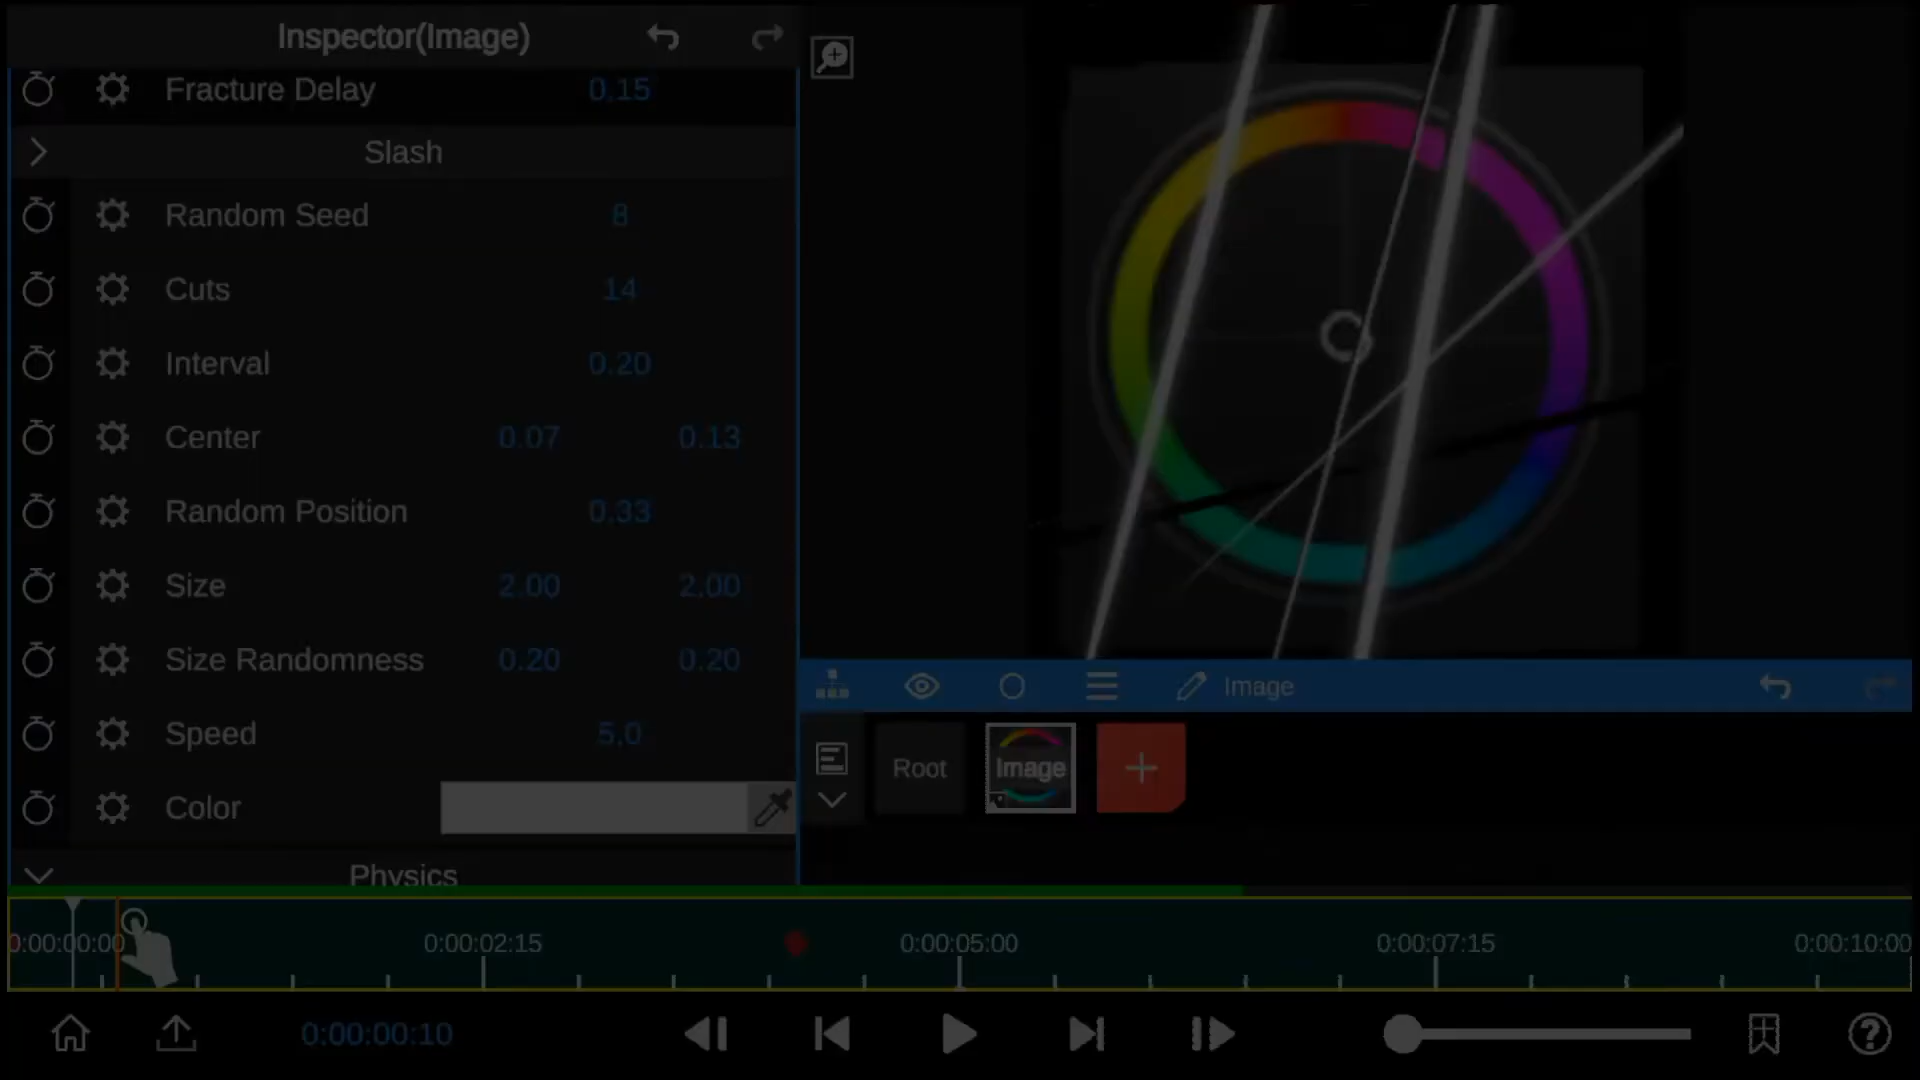 Inspector(Image)
Fracture Delay 0.15
Slash
Random Seed 8
Cuts 14
Interval 0.20
Center 0.07 0.13
Random Position 0.33
Size 2.00 2.00
Size Randomness 0.20 0.20
Speed 5.0
Color
Physics
Image
Root
Image
0:00:00:00 0:00:02:15 0:00:05:00 0:00:07:15 0:00:10:00
0:00:00:10